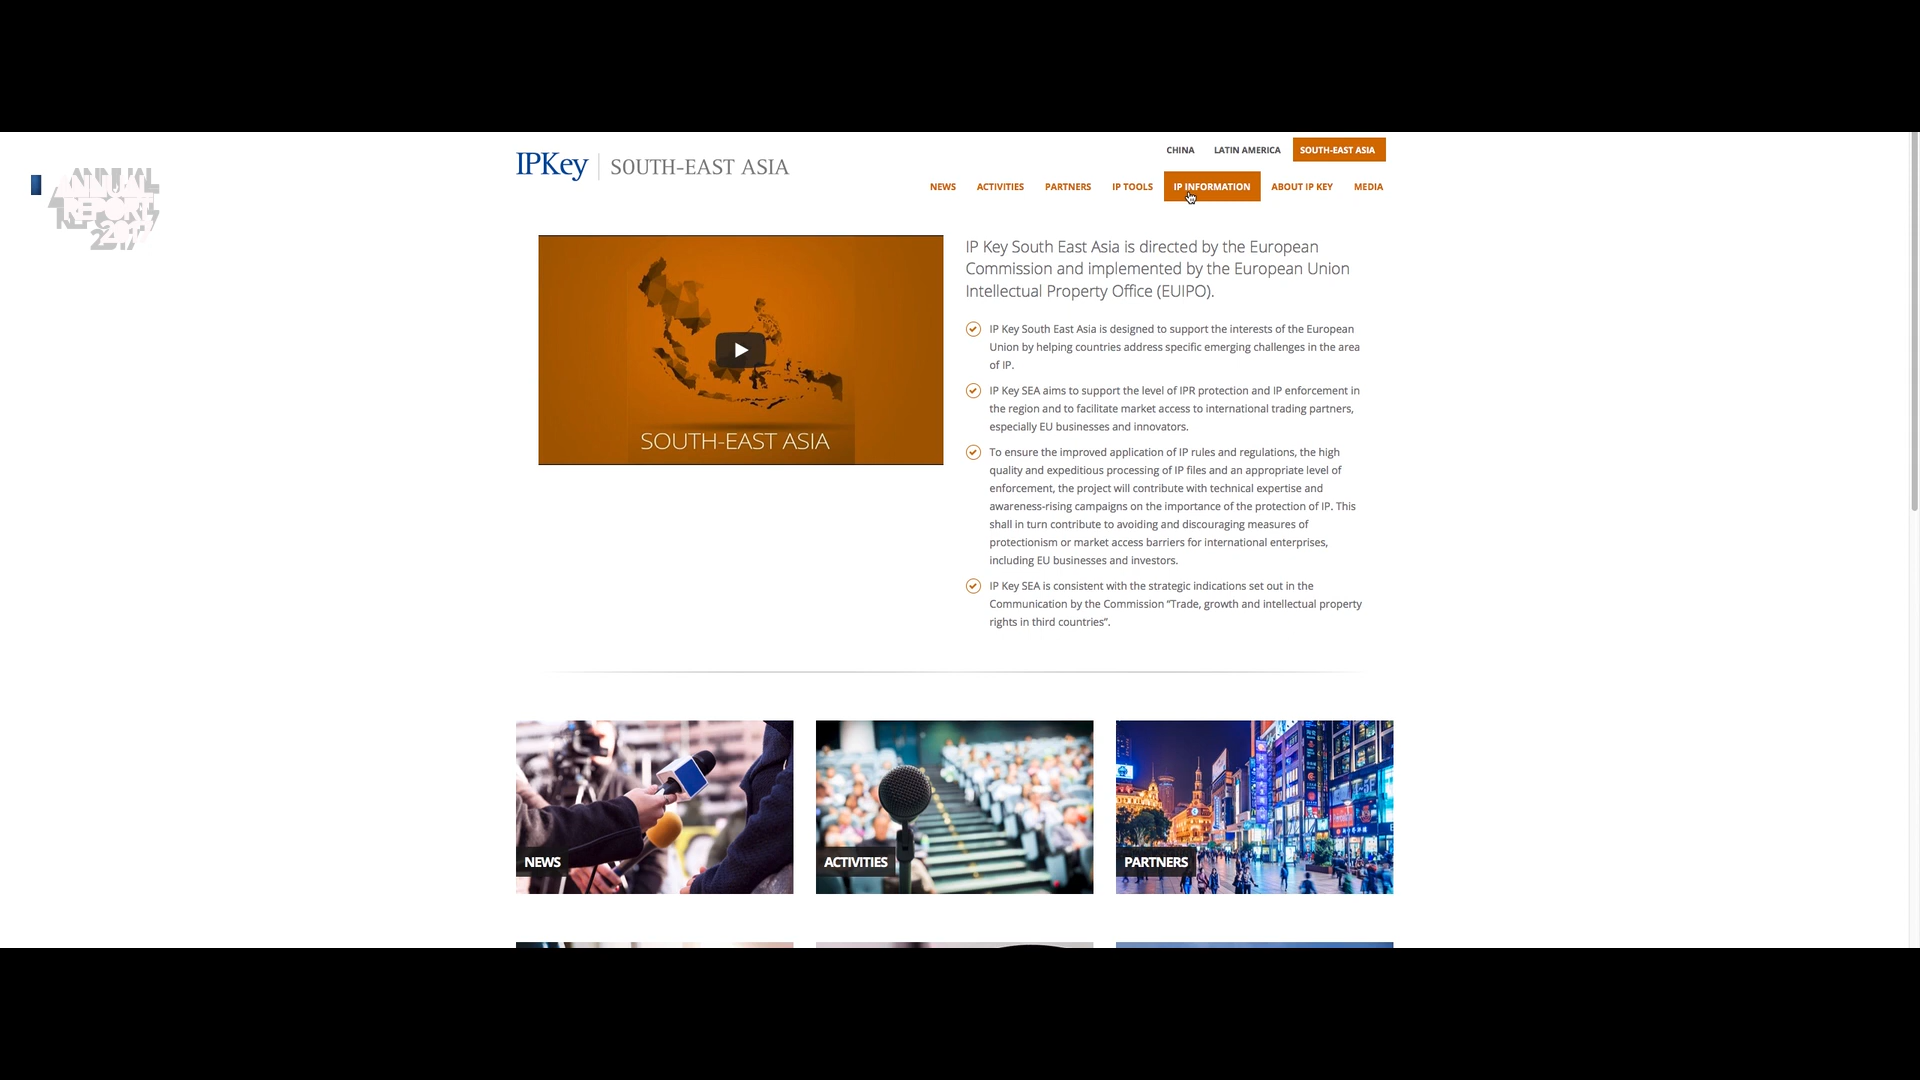 ANNUAL
REPORT
2017
IPKey SOUTH-EAST ASIA
CHINA LATIN AMERICA SOUTH-EAST ASIA
NEWS ACTIVITIES PARTNERS IP TOOLS IP INFORMATION ABOUT IP KEY MEDIA
SOUTH-EAST ASIA
IP Key South East Asia is directed by the European
Commission and implemented by the European Union
Intellectual Property Office (EUIPO).
IP Key South East Asia is designed to support the interests of the European
Union by helping countries address specific emerging challenges in the area
of IP.
IP Key SEA aims to support the level of IPR protection and IP enforcement in
the region and to facilitate market access to international trading partners,
especially EU businesses and innovators.
To ensure the improved application of IP rules and regulations, the high
quality and expeditious processing of IP files and an appropriate level of
enforcement, the project will contribute with technical expertise and
awareness-rising campaigns on the importance of the protection of IP. This
shall in turn contribute to avoiding and discouraging measures of
protectionism or market access barriers for international enterprises,
including EU businesses and investors.
IP Key SEA is consistent with the strategic indications set out in the
Communication by the Commission “Trade, growth and intellectual property
rights in third countries”.
NEWS
ACTIVITIES
PARTNERS